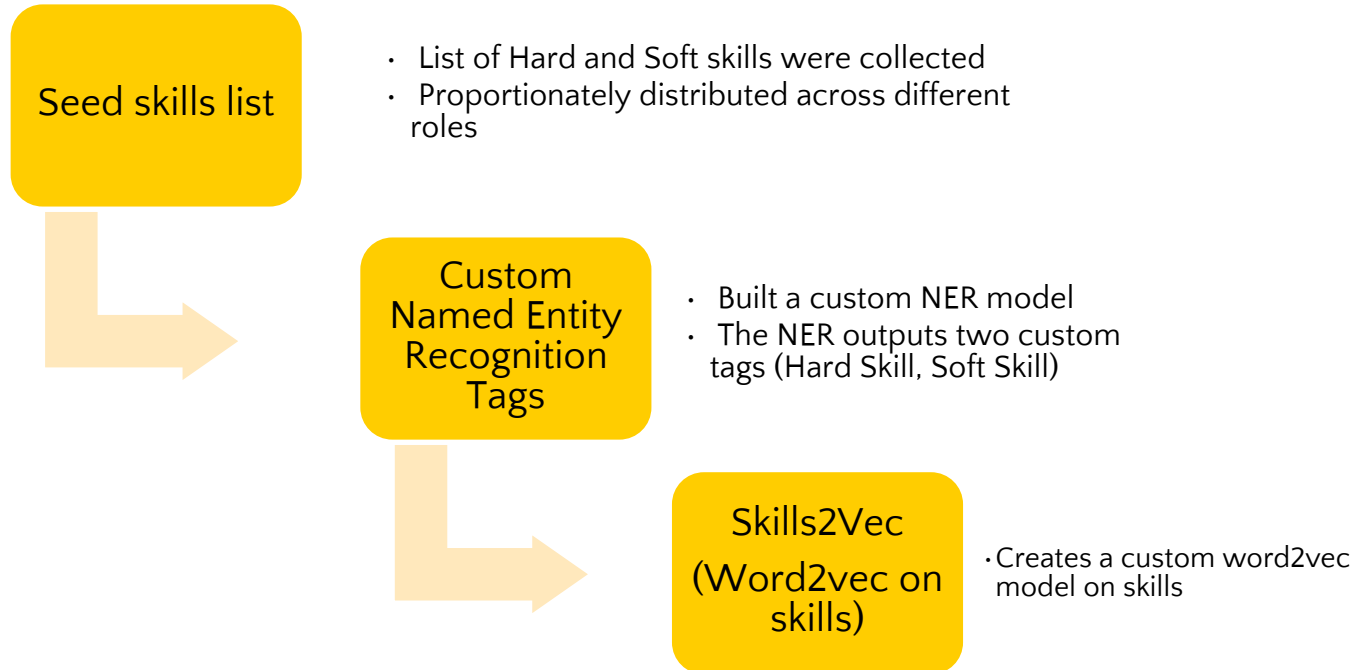 Seed skills list
· List of Hard and Soft skills were collected
· Proportionately distributed across different
roles
Custom
Named Entity
Recognition
Tags
· Built a custom NER model
· The NER outputs two custom
tags (Hard Skill, Soft Skill)
Skills2Vec
(Word2vec on
skills)
· Creates a custom word2vec
model on skills